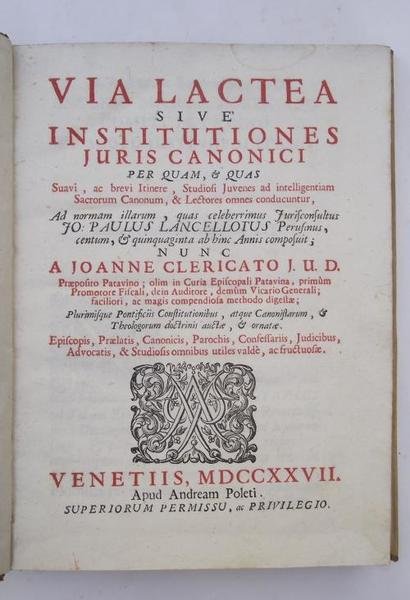 VIA LACTEA
SIVE
INSTITUTIONES
JURIS CANONICI
PER QUAM, & QUAS
Suavi, ac brevi Itinere, Studiosi Juvenes ad intelligentiam
Sacrorum Canonum, & Lectores omnes conducuntur,
Ad normam illarum, quas celeberrimus Jurisconsultus
JO: PAULUS LANCELLOTUS Perusinus,
centum, & quinquaginta ab hinc Annis composuit;
NUNC
A JOANNE CLERICATO J. U. D.
Præposito Patavino; olim in Curia Episcopali Patavina, primùm
Promotore Fiscali, dein Auditore, demùm Vicario Generali;
faciliori, ac magis compendiosa methodo digestæ;
Plurimisque Pontificiis Constitutionibus, atque Canonistarum, &
Theologorum doctrinis auctæ, & ornatæ.
Episcopis, Prælatis, Canonicis, Parochis, Confessariis, Judicibus,
Advocatis, & Studiosis omnibus utiles valdè, ac fructuosæ.
VENETIIS, MDCCXXVII.
Apud Andream Poleti.
SUPERIORUM PERMISSU, ac PRIVILEGIO.